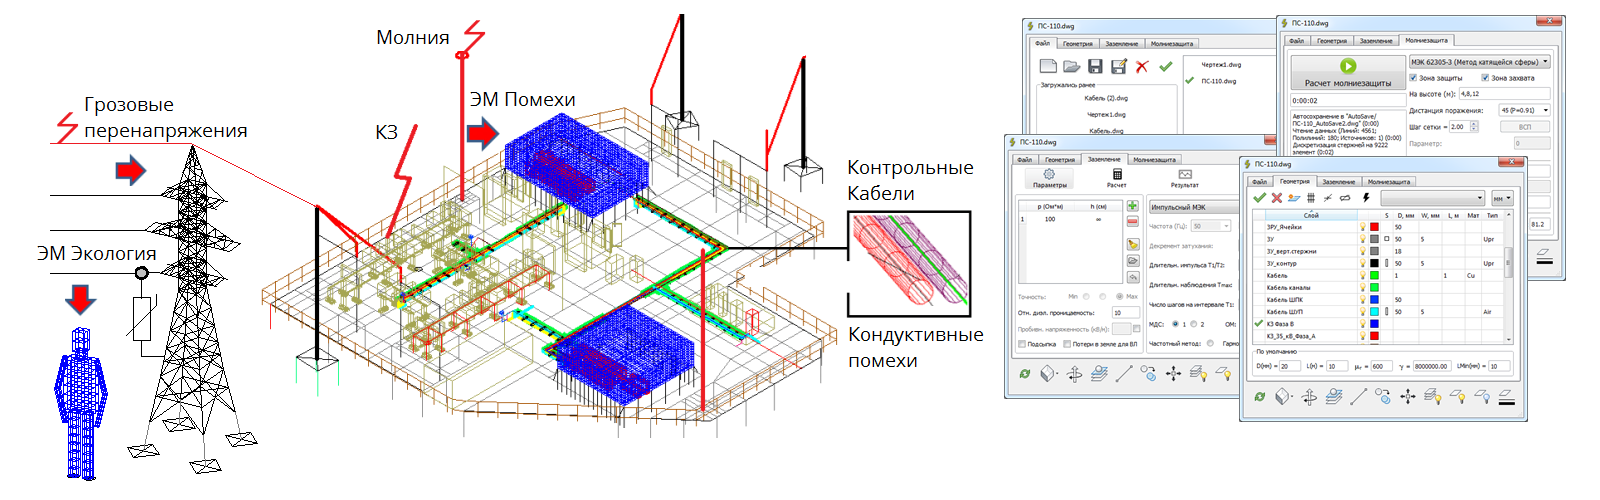 Молния
ЭМ Помехи
Грозовые
перенапряжения
КЗ
ЭМ Экология
Контрольные
Кабели
Кондуктивные
помехи
ПС-110.dwg
Файл Геометрия Заземление Молниезащита
Загружались ранее
Кабель (2).dwg
Чертеж1.dwg
Кабель.dwg
Чертеж1.dwg
ПС-110.dwg
ПС-110.dwg
Файл Геометрия Заземление Молниезащита
Расчет молниезащиты
0:00:02
Автосохранение в "AutoSave/
ПС-110_AutoSave2.dwg" (0:00)
Чтение данных (Линий: 4561;
Полилиний: 180; Источников: 1) (0:00)
Дискретизация стержней на 9222
элемент (0:02)
МЭК 62305-3 (Метод катящейся сферы)
Зона защиты Зона захвата
На высоте (м): 4,8,12
Дистанция поражения: 45 (P=0.91)
Шаг сетки = 2.00 ВСП
Параметр: 0
81.2
ПС-110.dwg
Файл Геометрия Заземление Молниезащита
Параметры Расчет Результат
ρ (Ом*м) h (см)
1 100 ∞
Точность: Min Max
Отн. диэл. проницаемость: 10
Пробивн. напряженность (кВ/м):
Подсыпка Потери в земле для ВЛ
Импульсный МЭК
Частота (Гц): 50
Декремент затухания:
Длительн. импульса T1/T2:
Длительн. наблюдения Tmax:
Число шагов на интервале T1:
МДС: 1 2 ОМ:
Частотный метод: Гармо
ПС-110.dwg
Файл Геометрия Заземление Молниезащита
мм
Слой S D, мм W, мм L, м Мат Тип
ЗРУ_Ячейки 50
ЗУ 50 5 Upr
ЗУ_верт.стержни 18
ЗУ_контур 50 5 Upr
Кабель 1 1 Cu
Кабель каналы
Кабель ШПК 50
Кабель ШУП 50 5 Air
КЗ Фаза В
КЗ_35_кВ_Фаза_А
По умолчанию
D(мм) = 20 L(м) = 10 μr = 600 γ = 8000000.00 LMin(мм) = 10